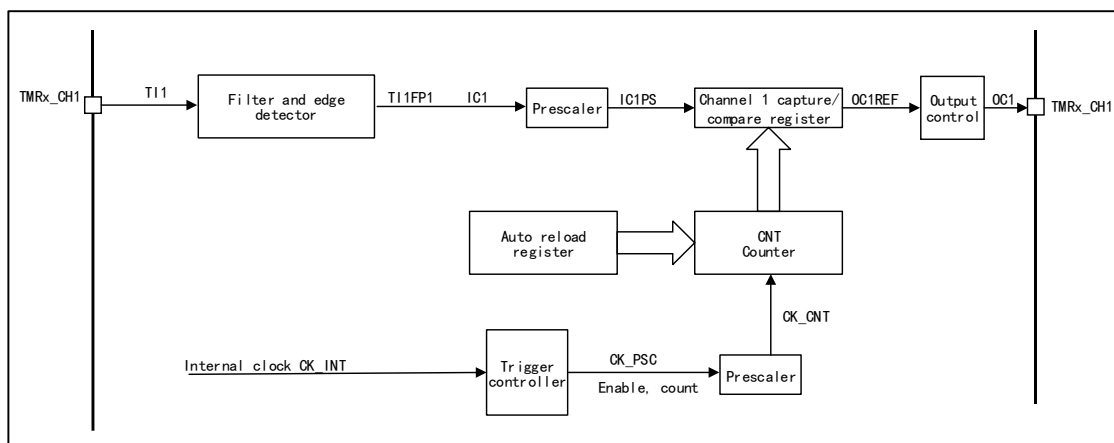 TMRx_CH1
TI1
Filter and edge
detector
TI1FP1
IC1
Prescaler
IC1PS
Channel 1 capture/
compare register
OC1REF
Output
control
OC1
TMRx_CH1
Auto reload
register
CNT
Counter
CK_CNT
Internal clock CK_INT
Trigger
controller
CK_PSC
Enable, count
Prescaler